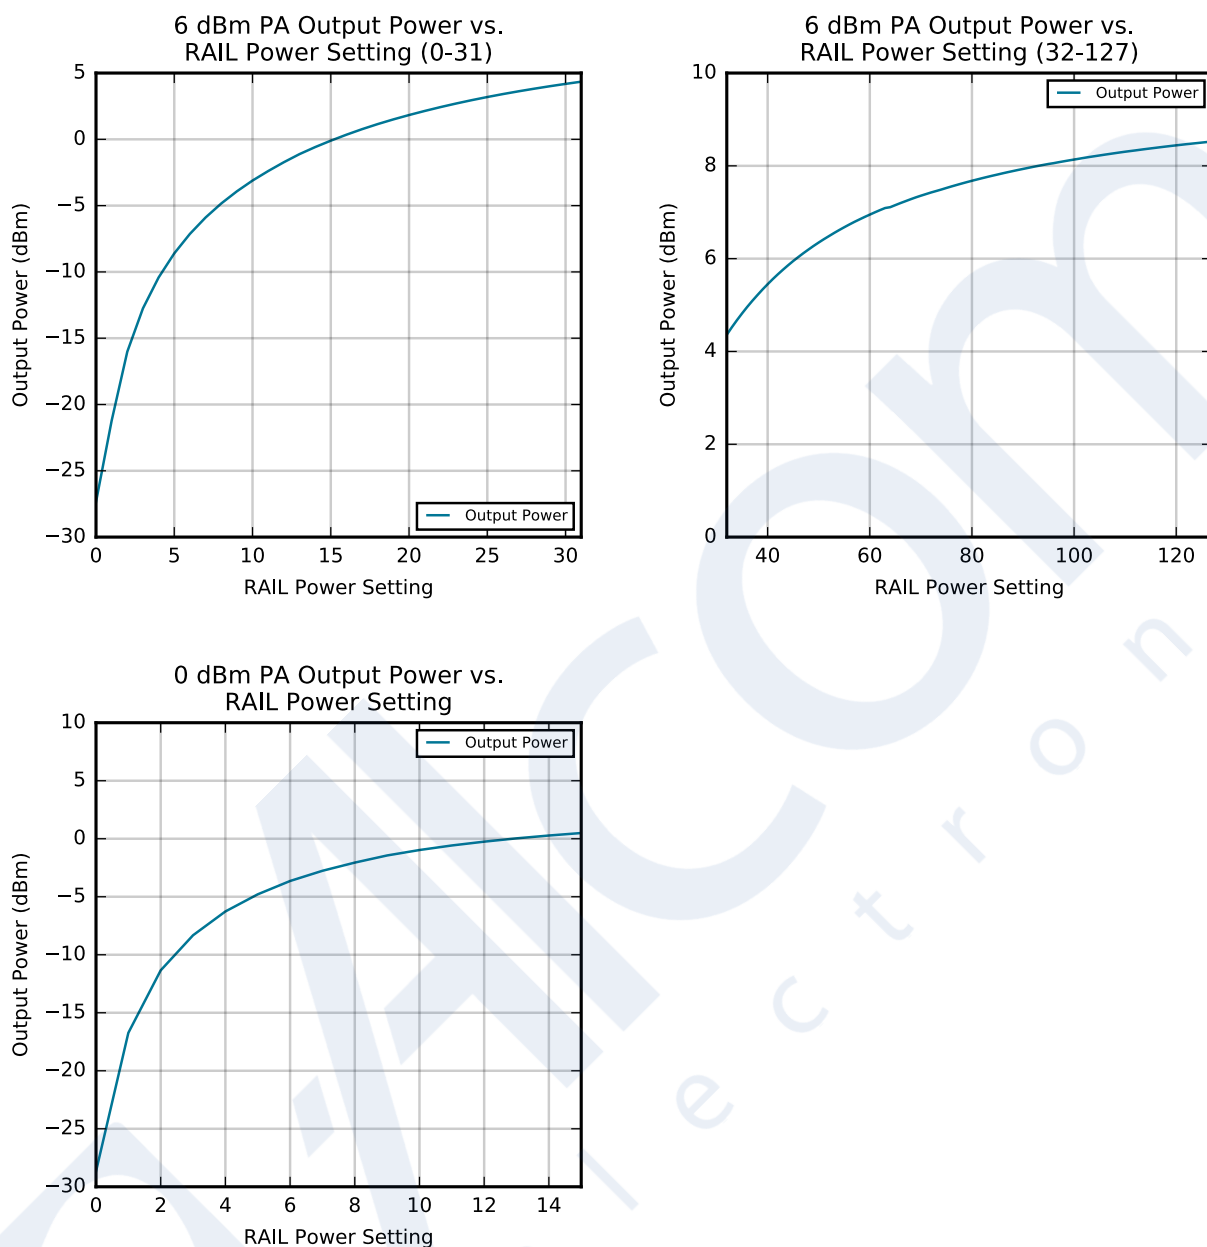 6 dBm PA Output Power vs.
RAIL Power Setting (0-31)
5
0
−5
−10
−15
−20
−25
−30
Output Power (dBm)
Output Power
0 5 10 15 20 25 30
RAIL Power Setting
6 dBm PA Output Power vs.
RAIL Power Setting (32-127)
10
8
6
4
2
0
Output Power (dBm)
Output Power
40 60 80 100 120
RAIL Power Setting
0 dBm PA Output Power vs.
RAIL Power Setting
10
5
0
−5
−10
−15
−20
−25
−30
Output Power (dBm)
Output Power
0 2 4 6 8 10 12 14
RAIL Power Setting